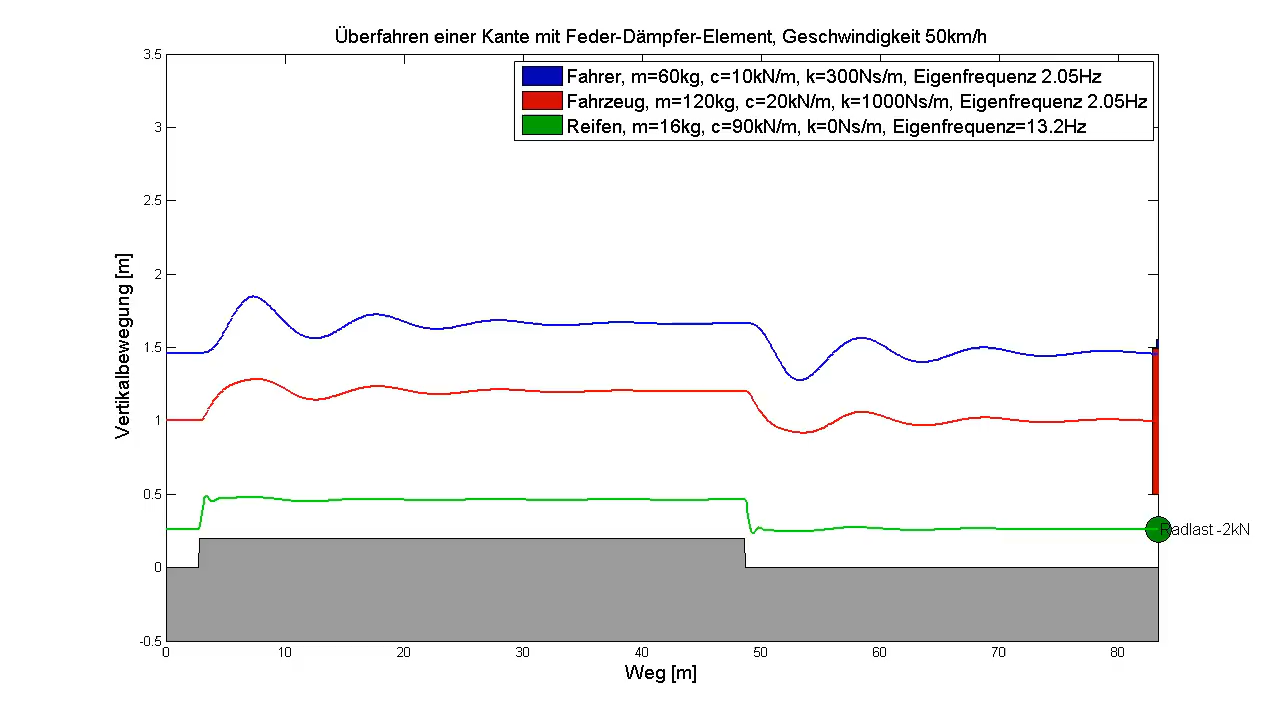 Überfahren einer Kante mit Feder-Dämpfer-Element, Geschwindigkeit 50km/h
Fahrer, m=60kg, c=10kN/m, k=300Ns/m, Eigenfrequenz 2.05Hz
Fahrzeug, m=120kg, c=20kN/m, k=1000Ns/m, Eigenfrequenz 2.05Hz
Reifen, m=16kg, c=90kN/m, k=0Ns/m, Eigenfrequenz=13.2Hz
3.5
3
2.5
2
1.5
1
0.5
0
-0.5
Vertikalbewegung [m]
Radlast -2kN
0 10 20 30 40 50 60 70 80
Weg [m]